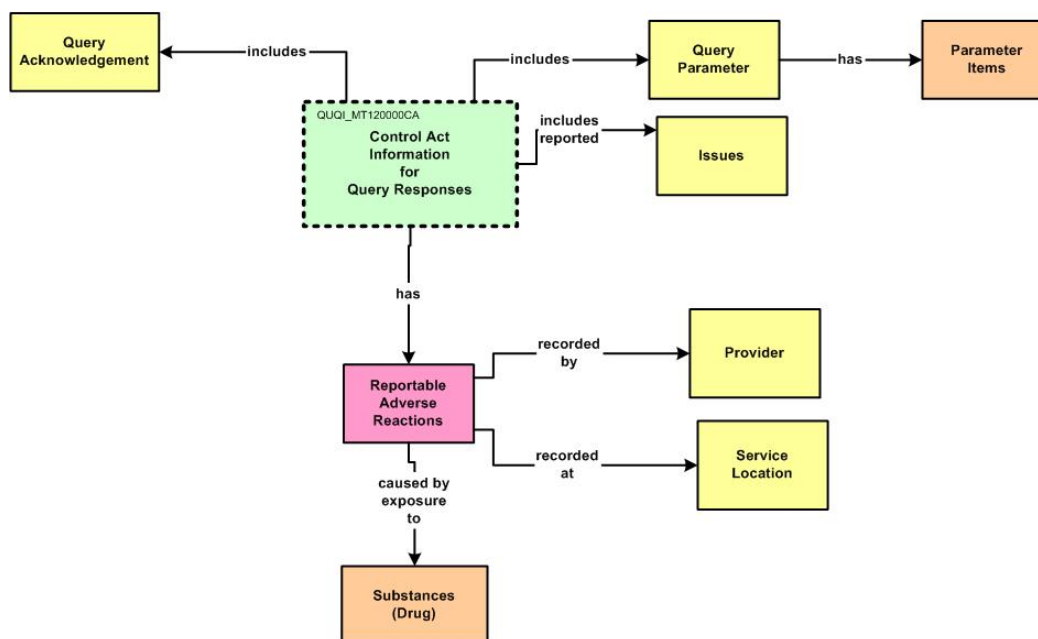 Query
Acknowledgement
includes
includes
Query
Parameter
has
Parameter
Items
QUQI_MT120000CA
Control Act
Information
for
Query Responses
includes
reported
Issues
has
Reportable
Adverse
Reactions
recorded
by
Provider
recorded
at
Service
Location
caused by
exposure
to
Substances
(Drug)